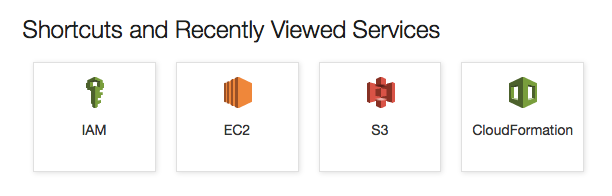 Shortcuts and Recently Viewed Services
IAM
EC2
S3
CloudFormation